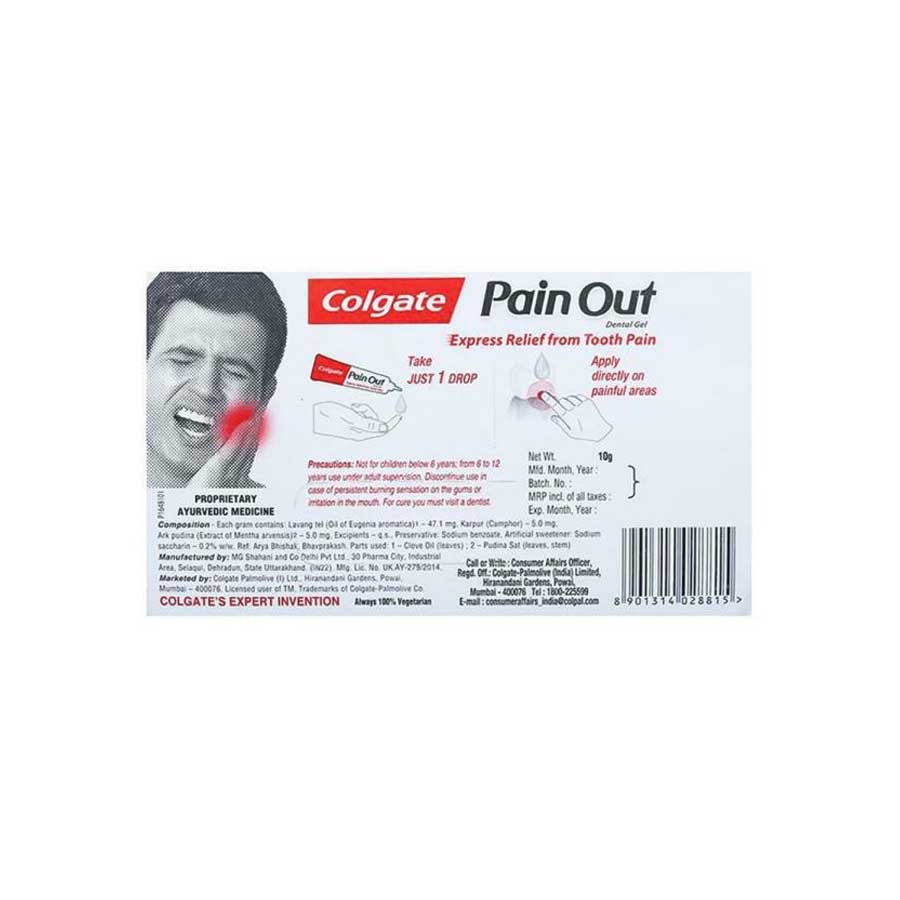 Colgate Pain Out
Dental Gel
Express Relief from Tooth Pain
Take
JUST 1 DROP
Colgate Pain Out
Apply
directly on
painful areas
Precautions: Not for children below 6 years; from 6 to 12
years use under adult supervision. Discontinue use in
case of persistent burning sensation on the gums or
irritation in the mouth. For cure you must visit a dentist.
Net Wt. 10g
Mfd. Month, Year :
Batch. No. :
MRP incl. of all taxes :
Exp. Month, Year :
P1648101
PROPRIETARY
AYURVEDIC MEDICINE
Composition - Each gram contains: Lavang tel (Oil of Eugenia aromatica)1 - 47.1 mg, Karpur (Camphor) - 5.0 mg,
Ark pudina (Extract of Mentha arvensis)2 - 5.0 mg, Excipients - q.s., Preservative: Sodium benzoate, Artificial sweetener: Sodium
saccharin - 0.2% w/w. Ref: Arya Bhishak, Bhavprakash. Parts used: 1 - Clove Oil (leaves) ; 2 - Pudina Sat (leaves, stem)
Manufactured by: MG Shahani and Co Delhi Pvt Ltd., 30 Pharma City, Industrial
Area, Selaqui, Dehradun, State Uttarakhand. (IN22). Mfg. Lic. No. UK.AY-279/2014.
Marketed by: Colgate Palmolive (I) Ltd., Hiranandani Gardens, Powai,
Mumbai - 400076. Licensed user of TM. Trademarks of Colgate-Palmolive Co.
COLGATE'S EXPERT INVENTION Always 100% Vegetarian
Call or Write : Consumer Affairs Officer,
Regd. Off.: Colgate-Palmolive (India) Limited,
Hiranandani Gardens, Powai,
Mumbai - 400076 Tel : 1800-225599
E-mail : consumeraffairs_india@colpal.com
8 901314 028815 >